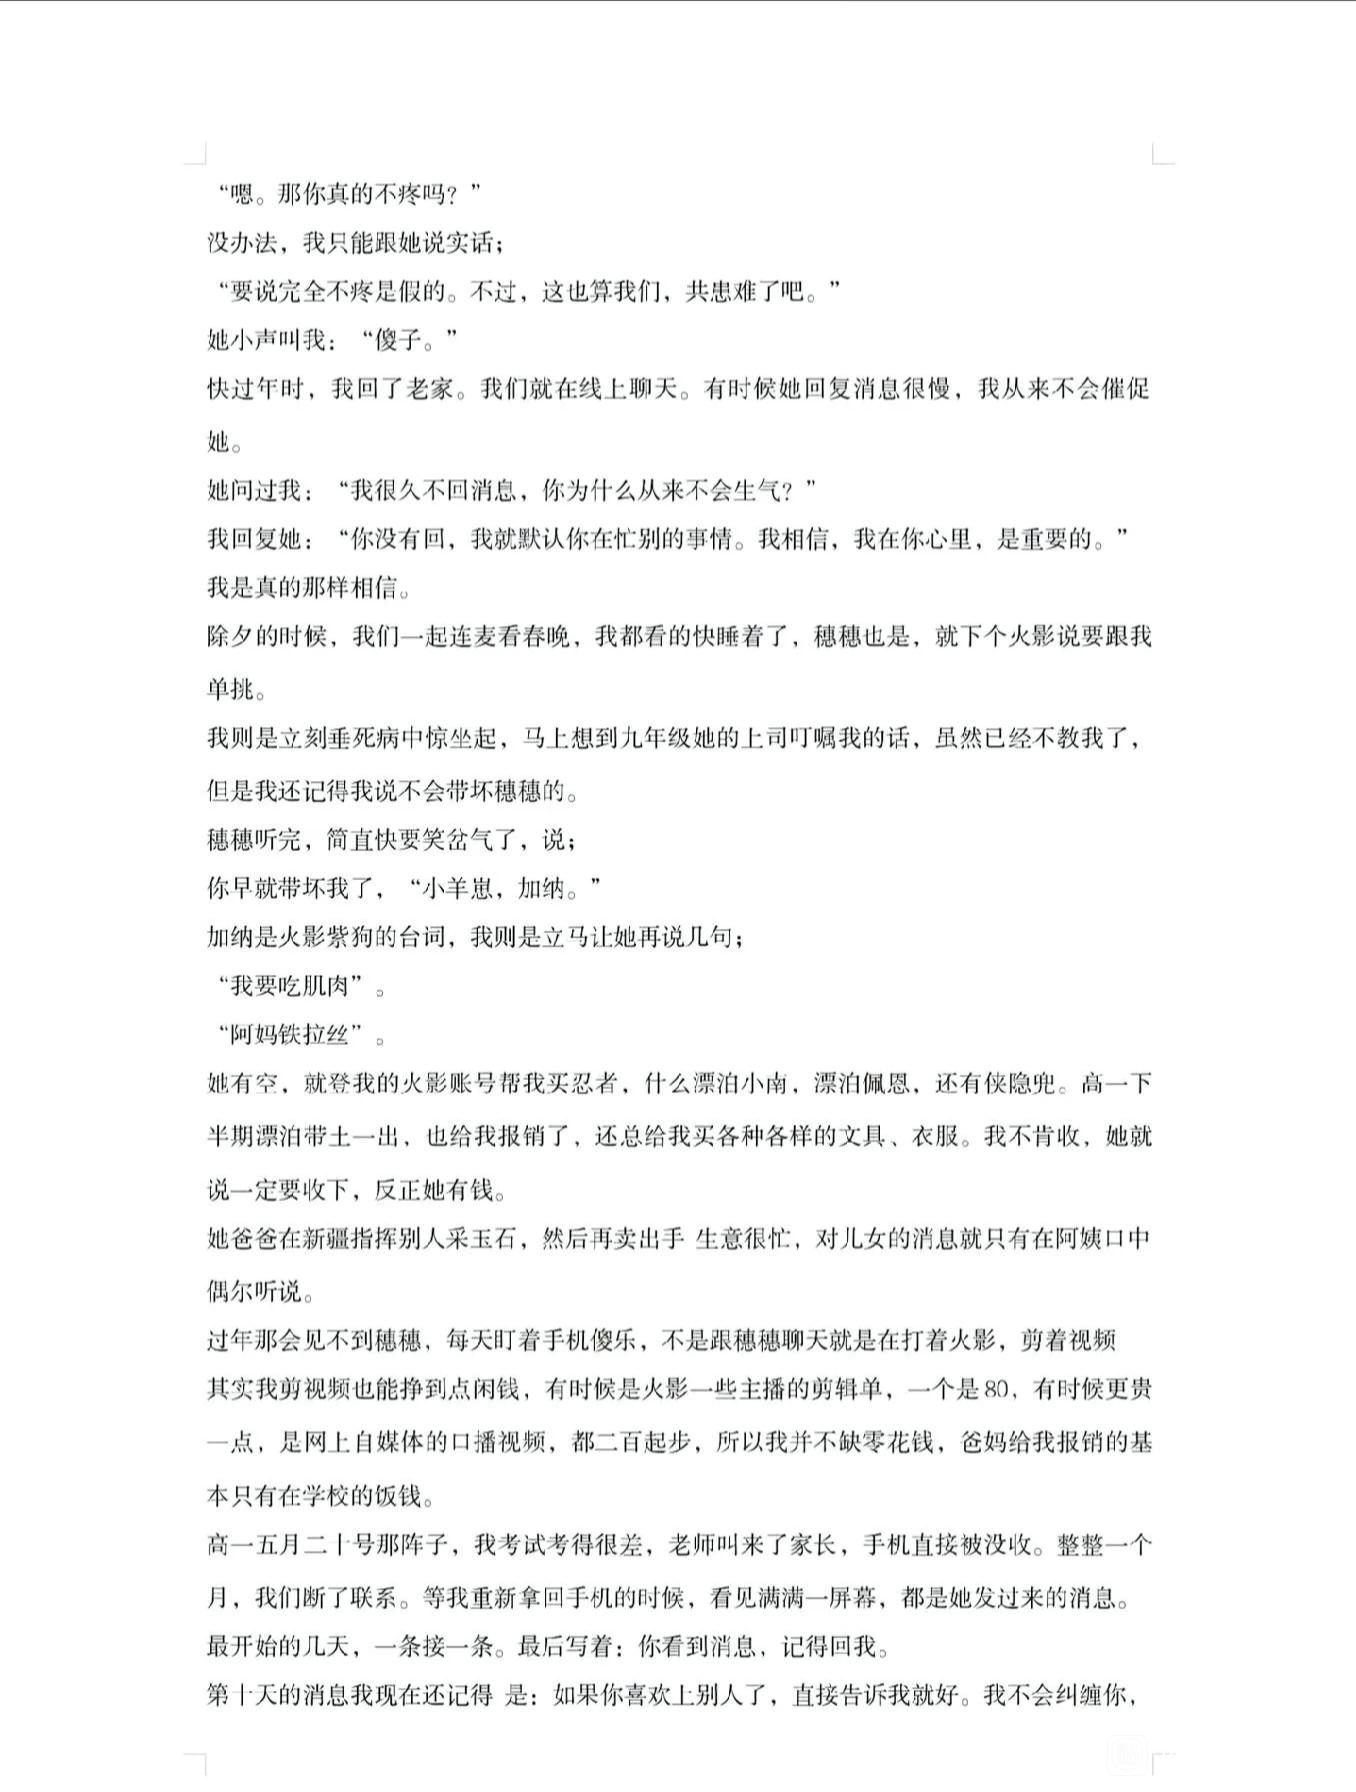 “嗯。那你真的不疼吗？”
没办法，我只能跟她说实话；
“要说完全不疼是假的。不过，这也算我们，共患难了吧。”
她小声叫我：“傻子。”
快过年时，我回了老家。我们就在线上聊天。有时候她回复消息很慢，我从来不会催促
她。
她问过我：“我很久不回消息，你为什么从来不会生气？”
我回复她：“你没有回，我就默认你在忙别的事情。我相信，我在你心里，是重要的。”
我是真的那样相信。
除夕的时候，我们一起连麦看春晚，我都看的快睡着了，穗穗也是，就下个火影说要跟我
单挑。
我则是立刻垂死病中惊坐起，马上想到九年级她的上司叮嘱我的话，虽然已经不教我了，
但是我还记得我说不会带坏穗穗的。
穗穗听完，简直快要笑岔气了，说；
你早就带坏我了，“小羊崽，加纳。”
加纳是火影紫狗的台词，我则是立马让她再说几句；
“我要吃肌肉”。
“阿妈铁拉丝”。
她有空，就登我的火影账号帮我买忍者，什么漂泊小南，漂泊佩恩，还有侠隐兜。高一下
半期漂泊带土一出，也给我报销了，还总给我买各种各样的文具、衣服。我不肯收，她就
说一定要收下，反正她有钱。
她爸爸在新疆指挥别人采玉石，然后再卖出手 生意很忙，对儿女的消息就只有在阿姨口中
偶尔听说。
过年那会见不到穗穗，每天盯着手机傻乐，不是跟穗穗聊天就是在打着火影，剪着视频
其实我剪视频也能挣到点闲钱，有时候是火影一些主播的剪辑单，一个是 80，有时候更贵
一点，是网上自媒体的口播视频，都二百起步，所以我并不缺零花钱，爸妈给我报销的基
本只有在学校的饭钱。
高一五月二十号那阵子，我考试考得很差，老师叫来了家长，手机直接被没收。整整一个
月，我们断了联系。等我重新拿回手机的时候，看见满满一屏幕，都是她发过来的消息。
最开始的几天，一条接一条。最后写着：你看到消息，记得回我。
第十天的消息我现在还记得 是：如果你喜欢上别人了，直接告诉我就好。我不会纠缠你，